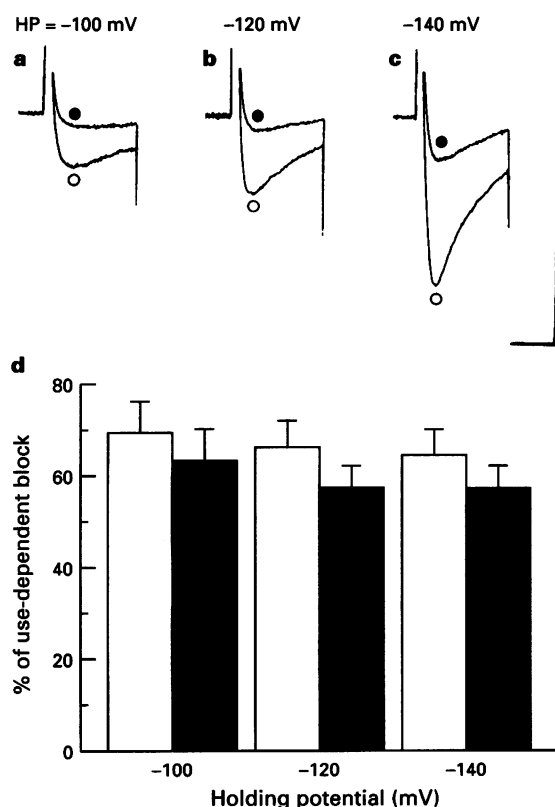 HP = –100 mV
–120 mV
–140 mV
a
b
c
d
% of use-dependent block
80
60
40
20
0
–100
–120
–140
Holding potential (mV)